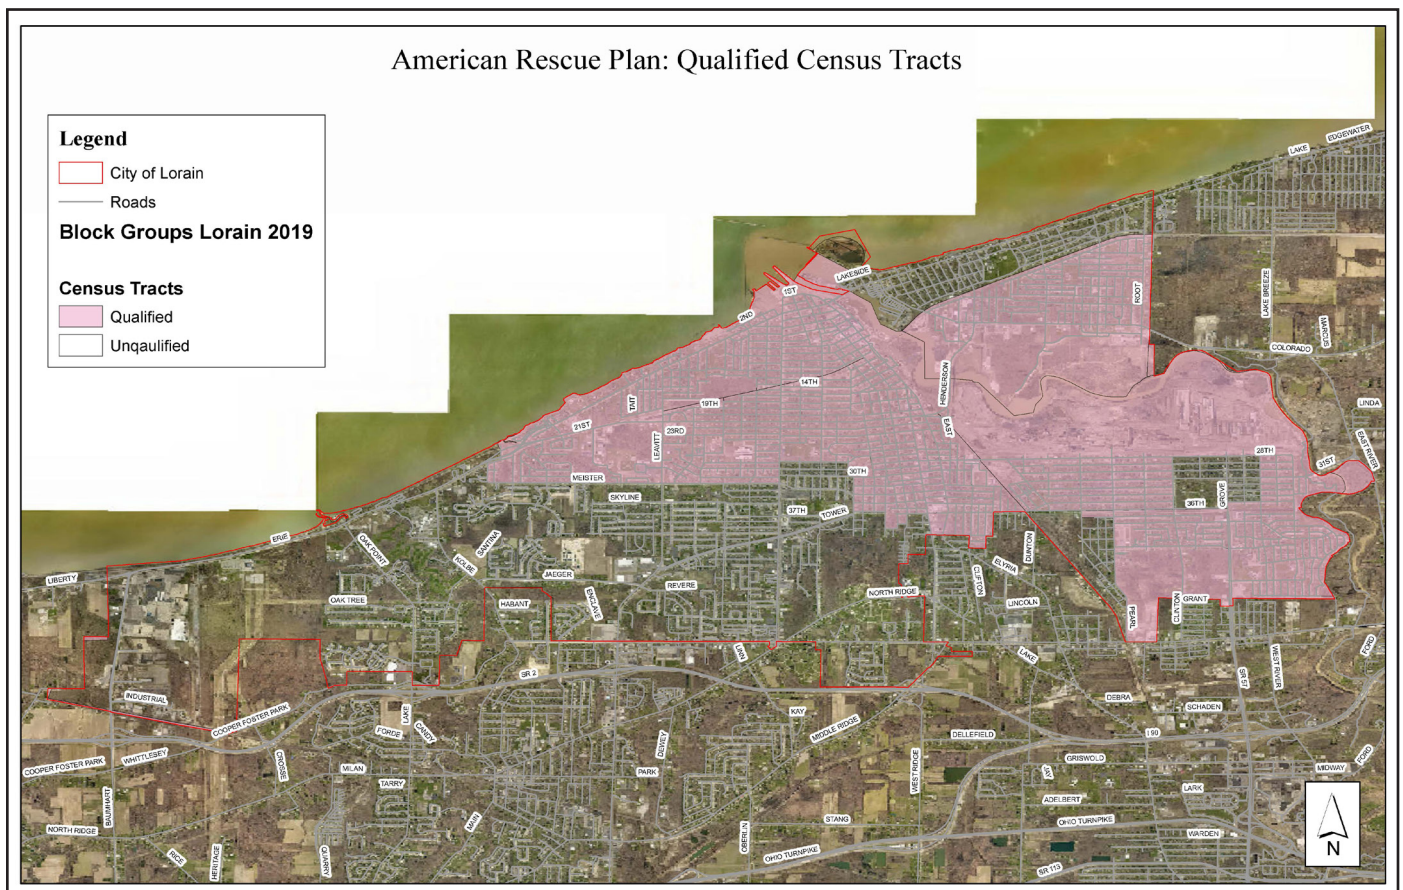 American Rescue Plan: Qualified Census Tracts
Legend
City of Lorain
Roads
Block Groups Lorain 2019
Census Tracts
Qualified
Unqaulified
EDGEWATER
LAKE
LAKESIDE
1ST
2ND
ROOT
LAKE BREEZE
MARCUS
COLORADO
HENDERSON
14TH
19TH
TAIT
21ST
23RD
LEAVITT
EAST
LINDA
EAST RIVER
28TH
31ST
30TH
MEISTER
SKYLINE
37TH
TOWER
GROVE
36TH
ERIE
OAK POINT
KOLBE
SANTINA
JAEGER
REVERE
ENCLAVE
HABANT
OAK TREE
LIBERTY
NORTH RIDGE
CLIFTON
ELYRIA
DUNTON
LINCOLN
PEARL
CLINTON
GRANT
FORD
WEST RIVER
SR 57
LAKE
LINN
SR 2
INDUSTRIAL
COOPER FOSTER PARK
LAKE
CANDY
FORDE
DEBRA
SCHADEN
KAY
MIDDLE RIDGE
DELLEFIELD
I 90
FORD
GRISWOLD
MIDWAY
DEWEY
PARK
WEST RIDGE
JAY
LARK
ADELBERT
WHITTLESEY
COOPER FOSTER PARK
CROSSE
MILAN
TARRY
BAUMHART
MAIN
STANG
OHIO TURNPIKE
WARDEN
NORTH RIDGE
RICE
HERITAGE
QUARRY
OBERLIN
OHIO TURNPIKE
SR 113
N